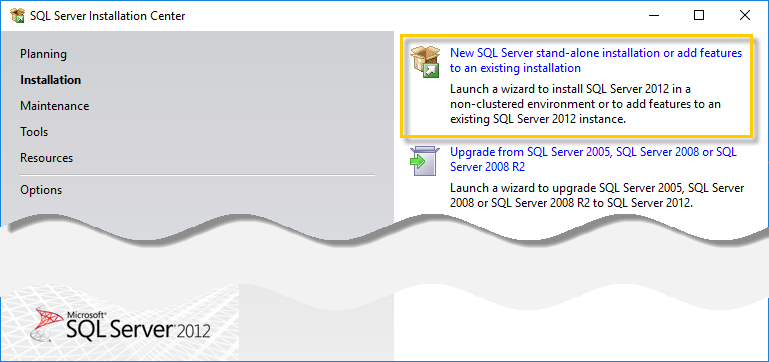 SQL Server Installation Center
Planning
Installation
Maintenance
Tools
Resources
Options
New SQL Server stand-alone installation or add features
to an existing installation
Launch a wizard to install SQL Server 2012 in a
non-clustered environment or to add features to an
existing SQL Server 2012 instance.
Upgrade from SQL Server 2005, SQL Server 2008 or SQL
Server 2008 R2
Launch a wizard to upgrade SQL Server 2005, SQL Server
2008 or SQL Server 2008 R2 to SQL Server 2012.
Microsoft
SQL Server 2012